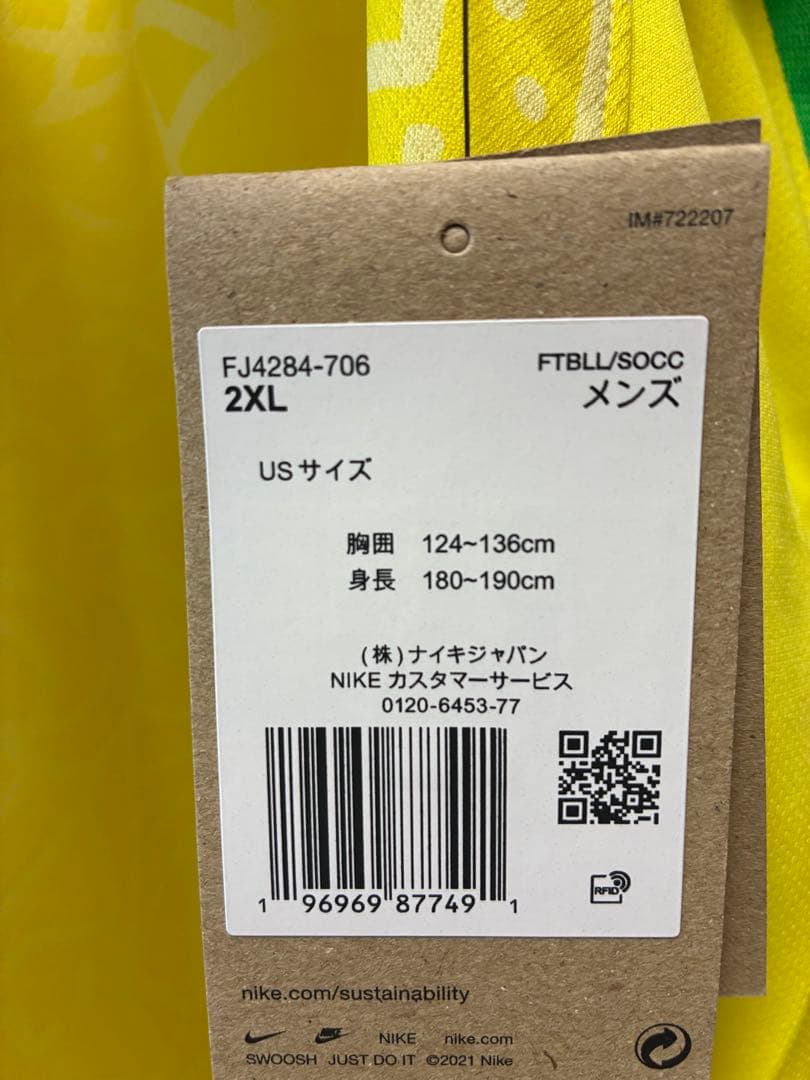 IM#722207
FJ4284-706
FTBLL/SOCC
2XL
メンズ
USサイズ
胸囲 124~136cm
身長 180~190cm
(株)ナイキジャパン
NIKE カスタマーサービス
0120-6453-77
1 96969 87749 1
RFID
nike.com/sustainability
NIKE NIKE nike.com
SWOOSH JUST DO IT ©2021 Nike